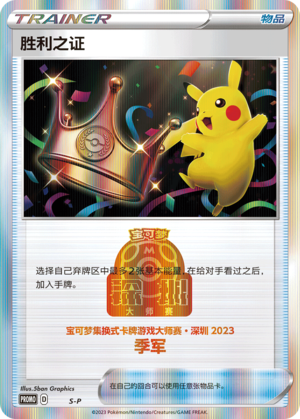 TRAINER 物品
胜利之证
宝可梦
M
深圳
大师赛
选择自己弃牌区中最多2张基本能量,在给对手看过之后,
加入手牌。
宝可梦集换式卡牌游戏大师赛·深圳 2023
季军
Illus.5ban Graphics
PROMO D S-P
在自己的回合可以使用任意张物品卡。
©2023 Pokémon/Nintendo/Creatures/GAME FREAK.